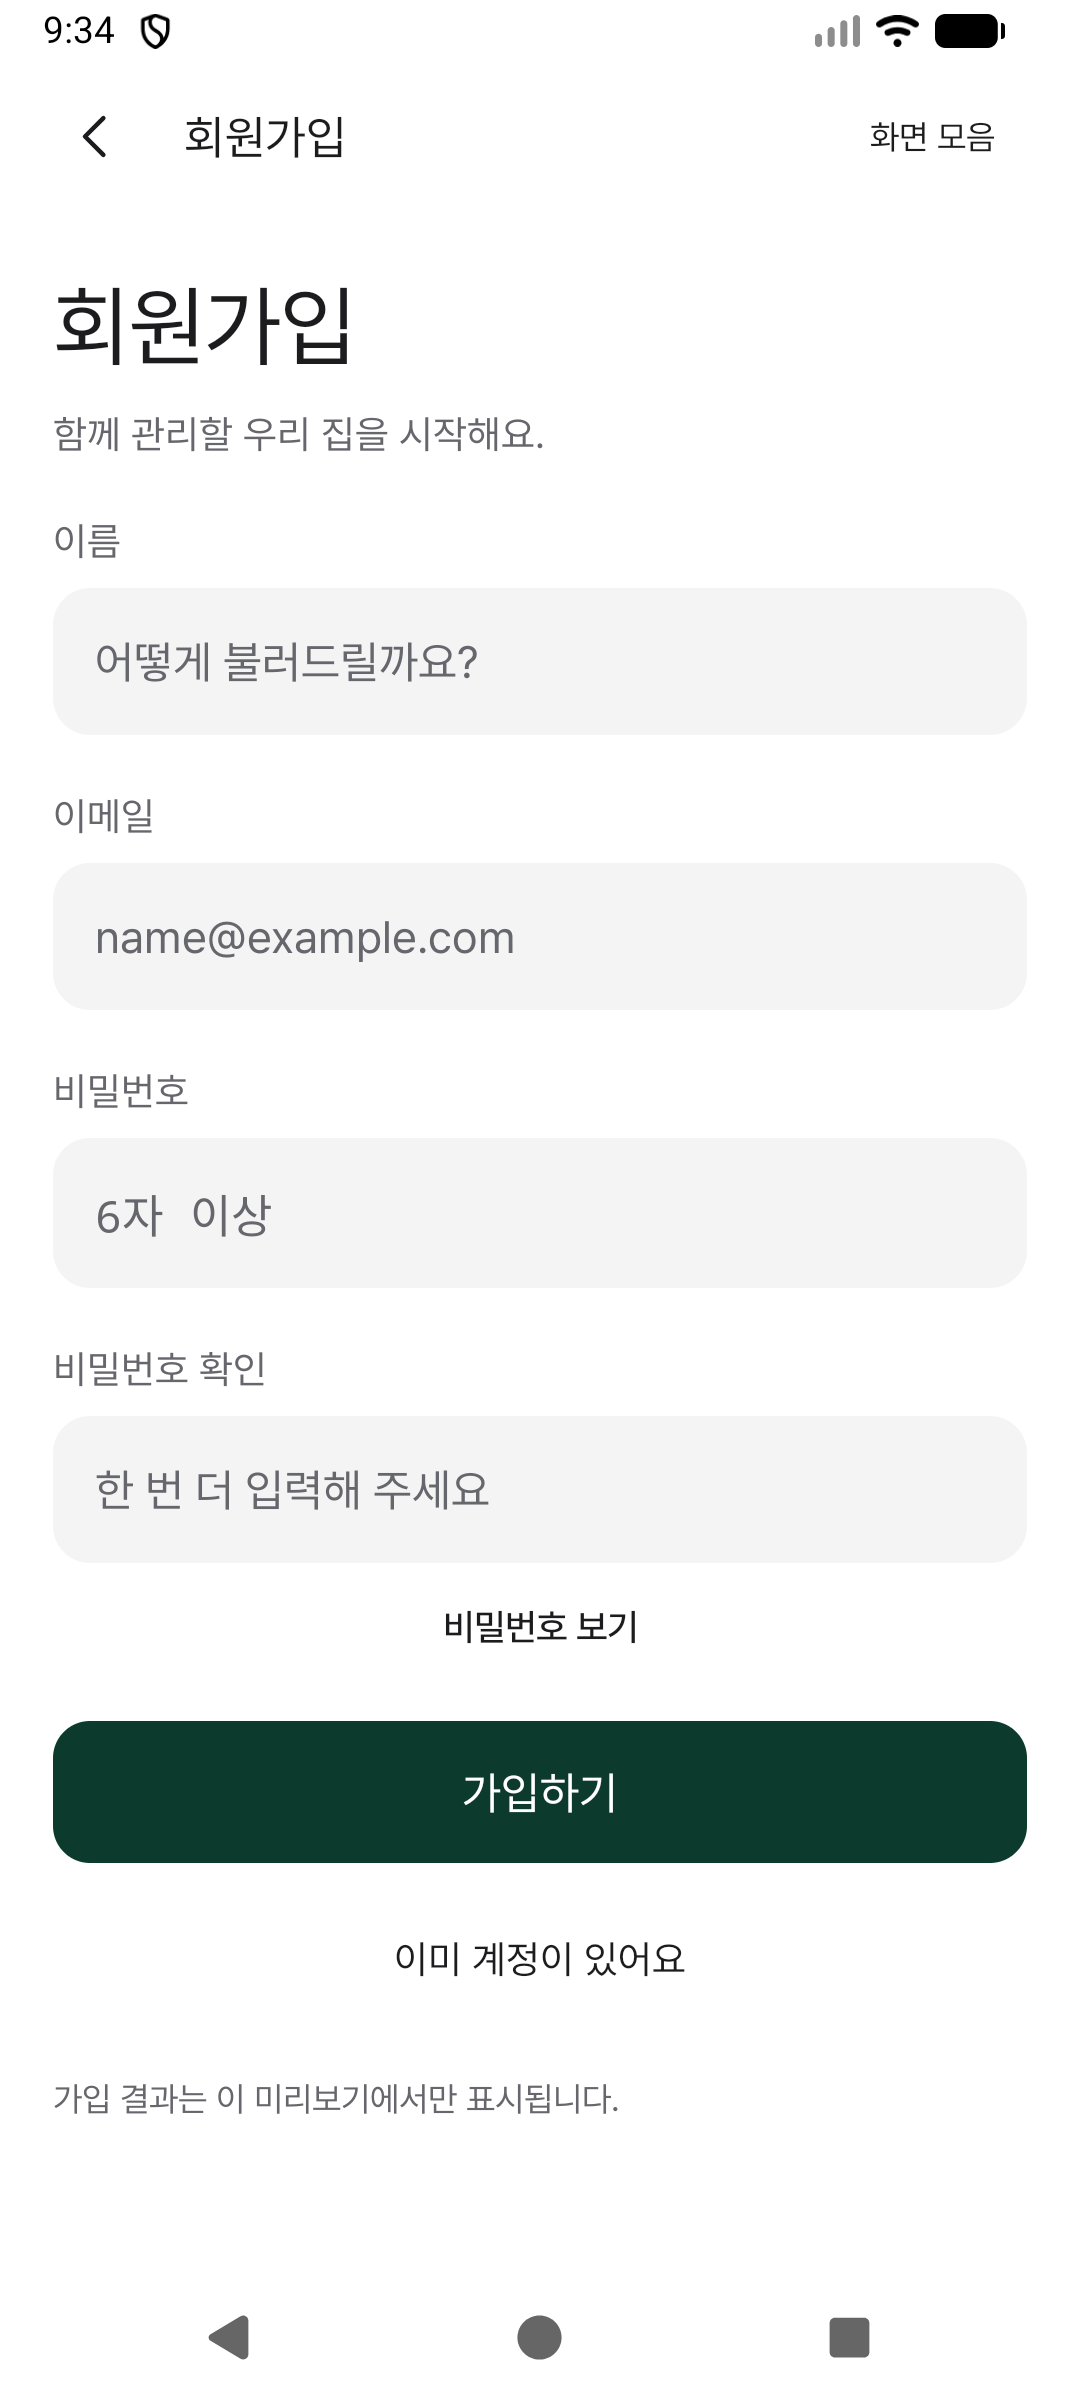 9:34
회원가입
화면 모음
회원가입
함께 관리할 우리 집을 시작해요.
이름
어떻게 불러드릴까요?
이메일
name@example.com
비밀번호
6자 이상
비밀번호 확인
한 번 더 입력해 주세요
비밀번호 보기
가입하기
이미 계정이 있어요
가입 결과는 이 미리보기에서만 표시됩니다.